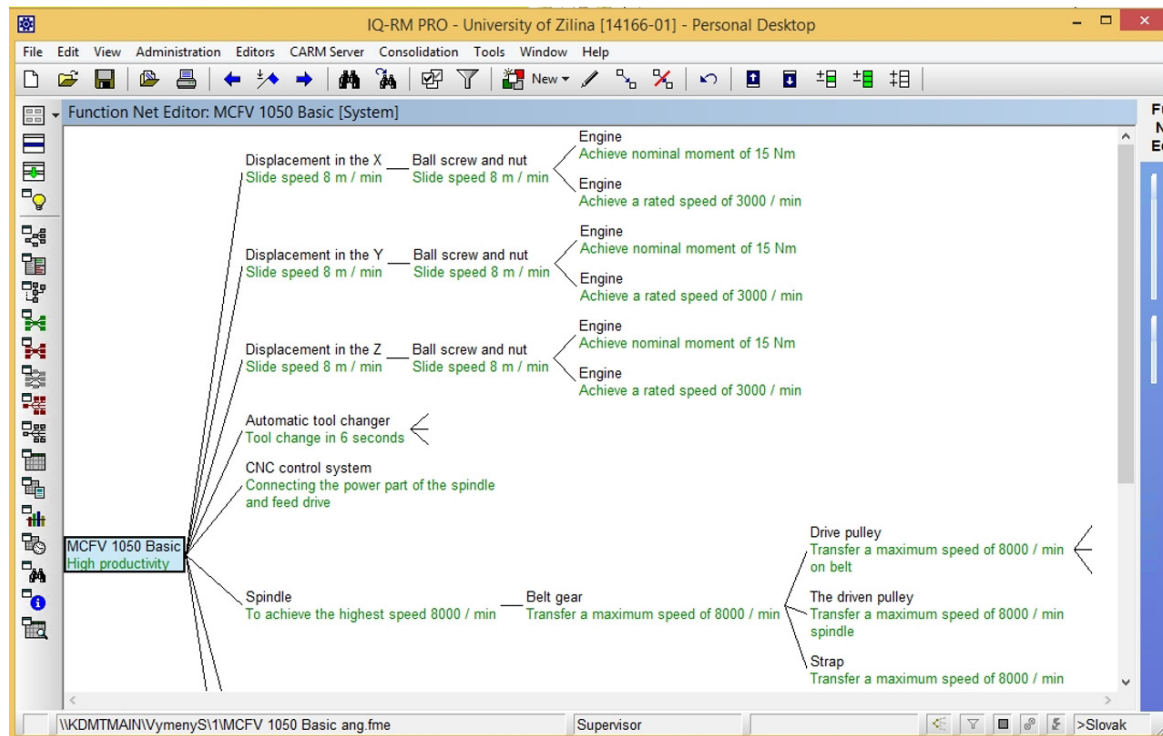 IQ-RM PRO - University of Zilina [14166-01] - Personal Desktop
File Edit View Administration Editors CARM Server Consolidation Tools Window Help
New
Function Net Editor: MCFV 1050 Basic [System]
Displacement in the X
Slide speed 8 m / min
Ball screw and nut
Slide speed 8 m / min
Engine
Achieve nominal moment of 15 Nm
Engine
Achieve a rated speed of 3000 / min
Displacement in the Y
Slide speed 8 m / min
Ball screw and nut
Slide speed 8 m / min
Engine
Achieve nominal moment of 15 Nm
Engine
Achieve a rated speed of 3000 / min
Displacement in the Z
Slide speed 8 m / min
Ball screw and nut
Slide speed 8 m / min
Engine
Achieve nominal moment of 15 Nm
Engine
Achieve a rated speed of 3000 / min
Automatic tool changer
Tool change in 6 seconds
CNC control system
Connecting the power part of the spindle
and feed drive
MCFV 1050 Basic
High productivity
Spindle
To achieve the highest speed 8000 / min
Belt gear
Transfer a maximum speed of 8000 / min
Drive pulley
Transfer a maximum speed of 8000 / min
on belt
The driven pulley
Transfer a maximum speed of 8000 / min
spindle
Strap
Transfer a maximum speed of 8000 / min
\\KDMTMAIN\VymenyS\1\MCFV 1050 Basic ang.fme
Supervisor
>Slovak